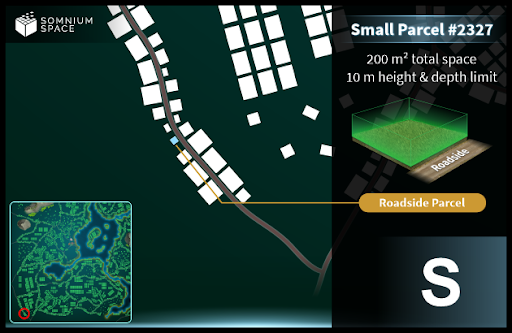 SOMNIUM
SPACE
Small Parcel #2327
200 m² total space
10 m height & depth limit
Roadside
Roadside Parcel
S